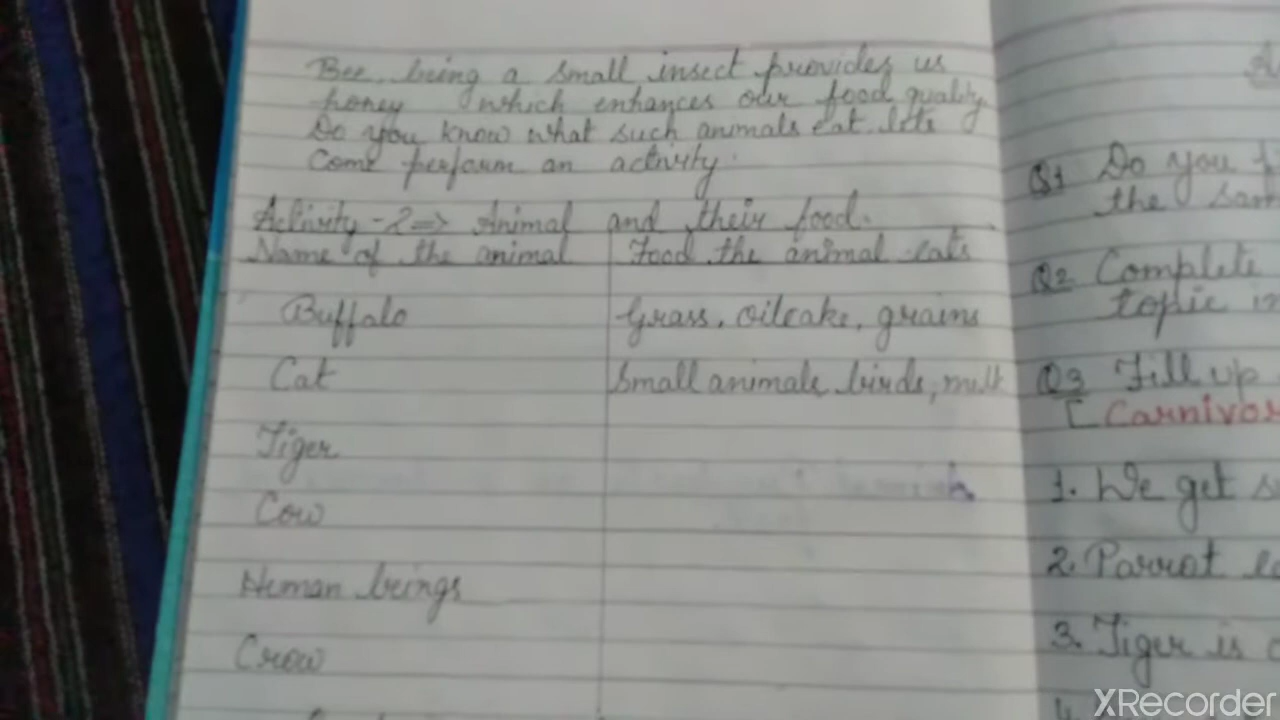 Bee, being a small insect provides us
honey which enhances our food quality
Do you know what such animals eat lets
Come perform an activity.
Activity -2 => Animal and their food.
Name of the animal Food the animal eats
Buffalo Grass, oilcake, grains
Cat Small animals, birds, milk
Tiger
Cow
Human beings
Crow
Q1 Do you
the
Q2 Complete
topic
Q3 Fill up
[Carnivor
1. We get
2. Parrot
3. Tiger is
4.
XRecorder